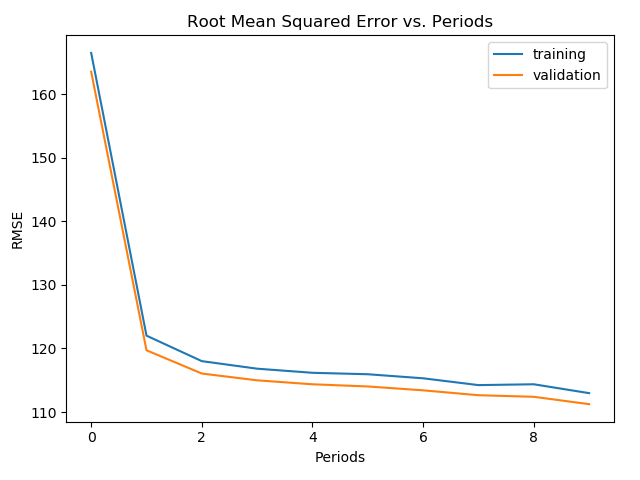 Root Mean Squared Error vs. Periods
training
validation
160
150
140
130
120
110
RMSE
0 2 4 6 8
Periods